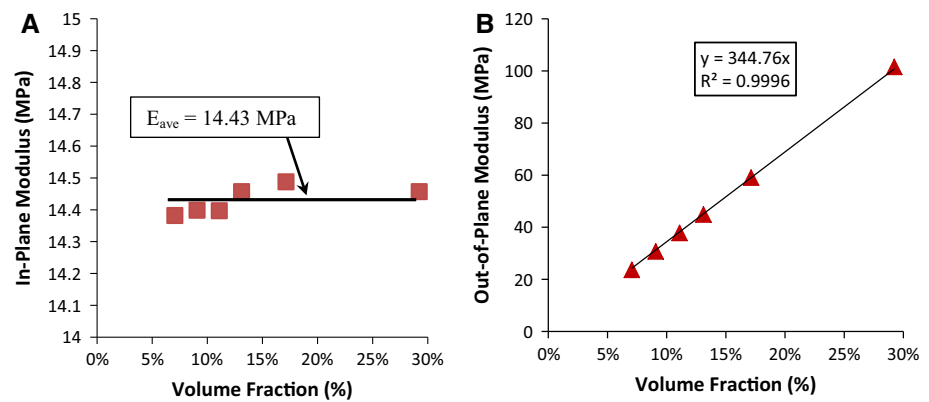 A
In-Plane Modulus (MPa)
15
14.9
14.8
14.7
14.6
14.5
14.4
14.3
14.2
14.1
14
E_ave = 14.43 MPa
0% 5% 10% 15% 20% 25% 30%
Volume Fraction (%)
B
Out-of-Plane Modulus (MPa)
120
100
80
60
40
20
0
y = 344.76x
R² = 0.9996
0% 5% 10% 15% 20% 25% 30%
Volume Fraction (%)